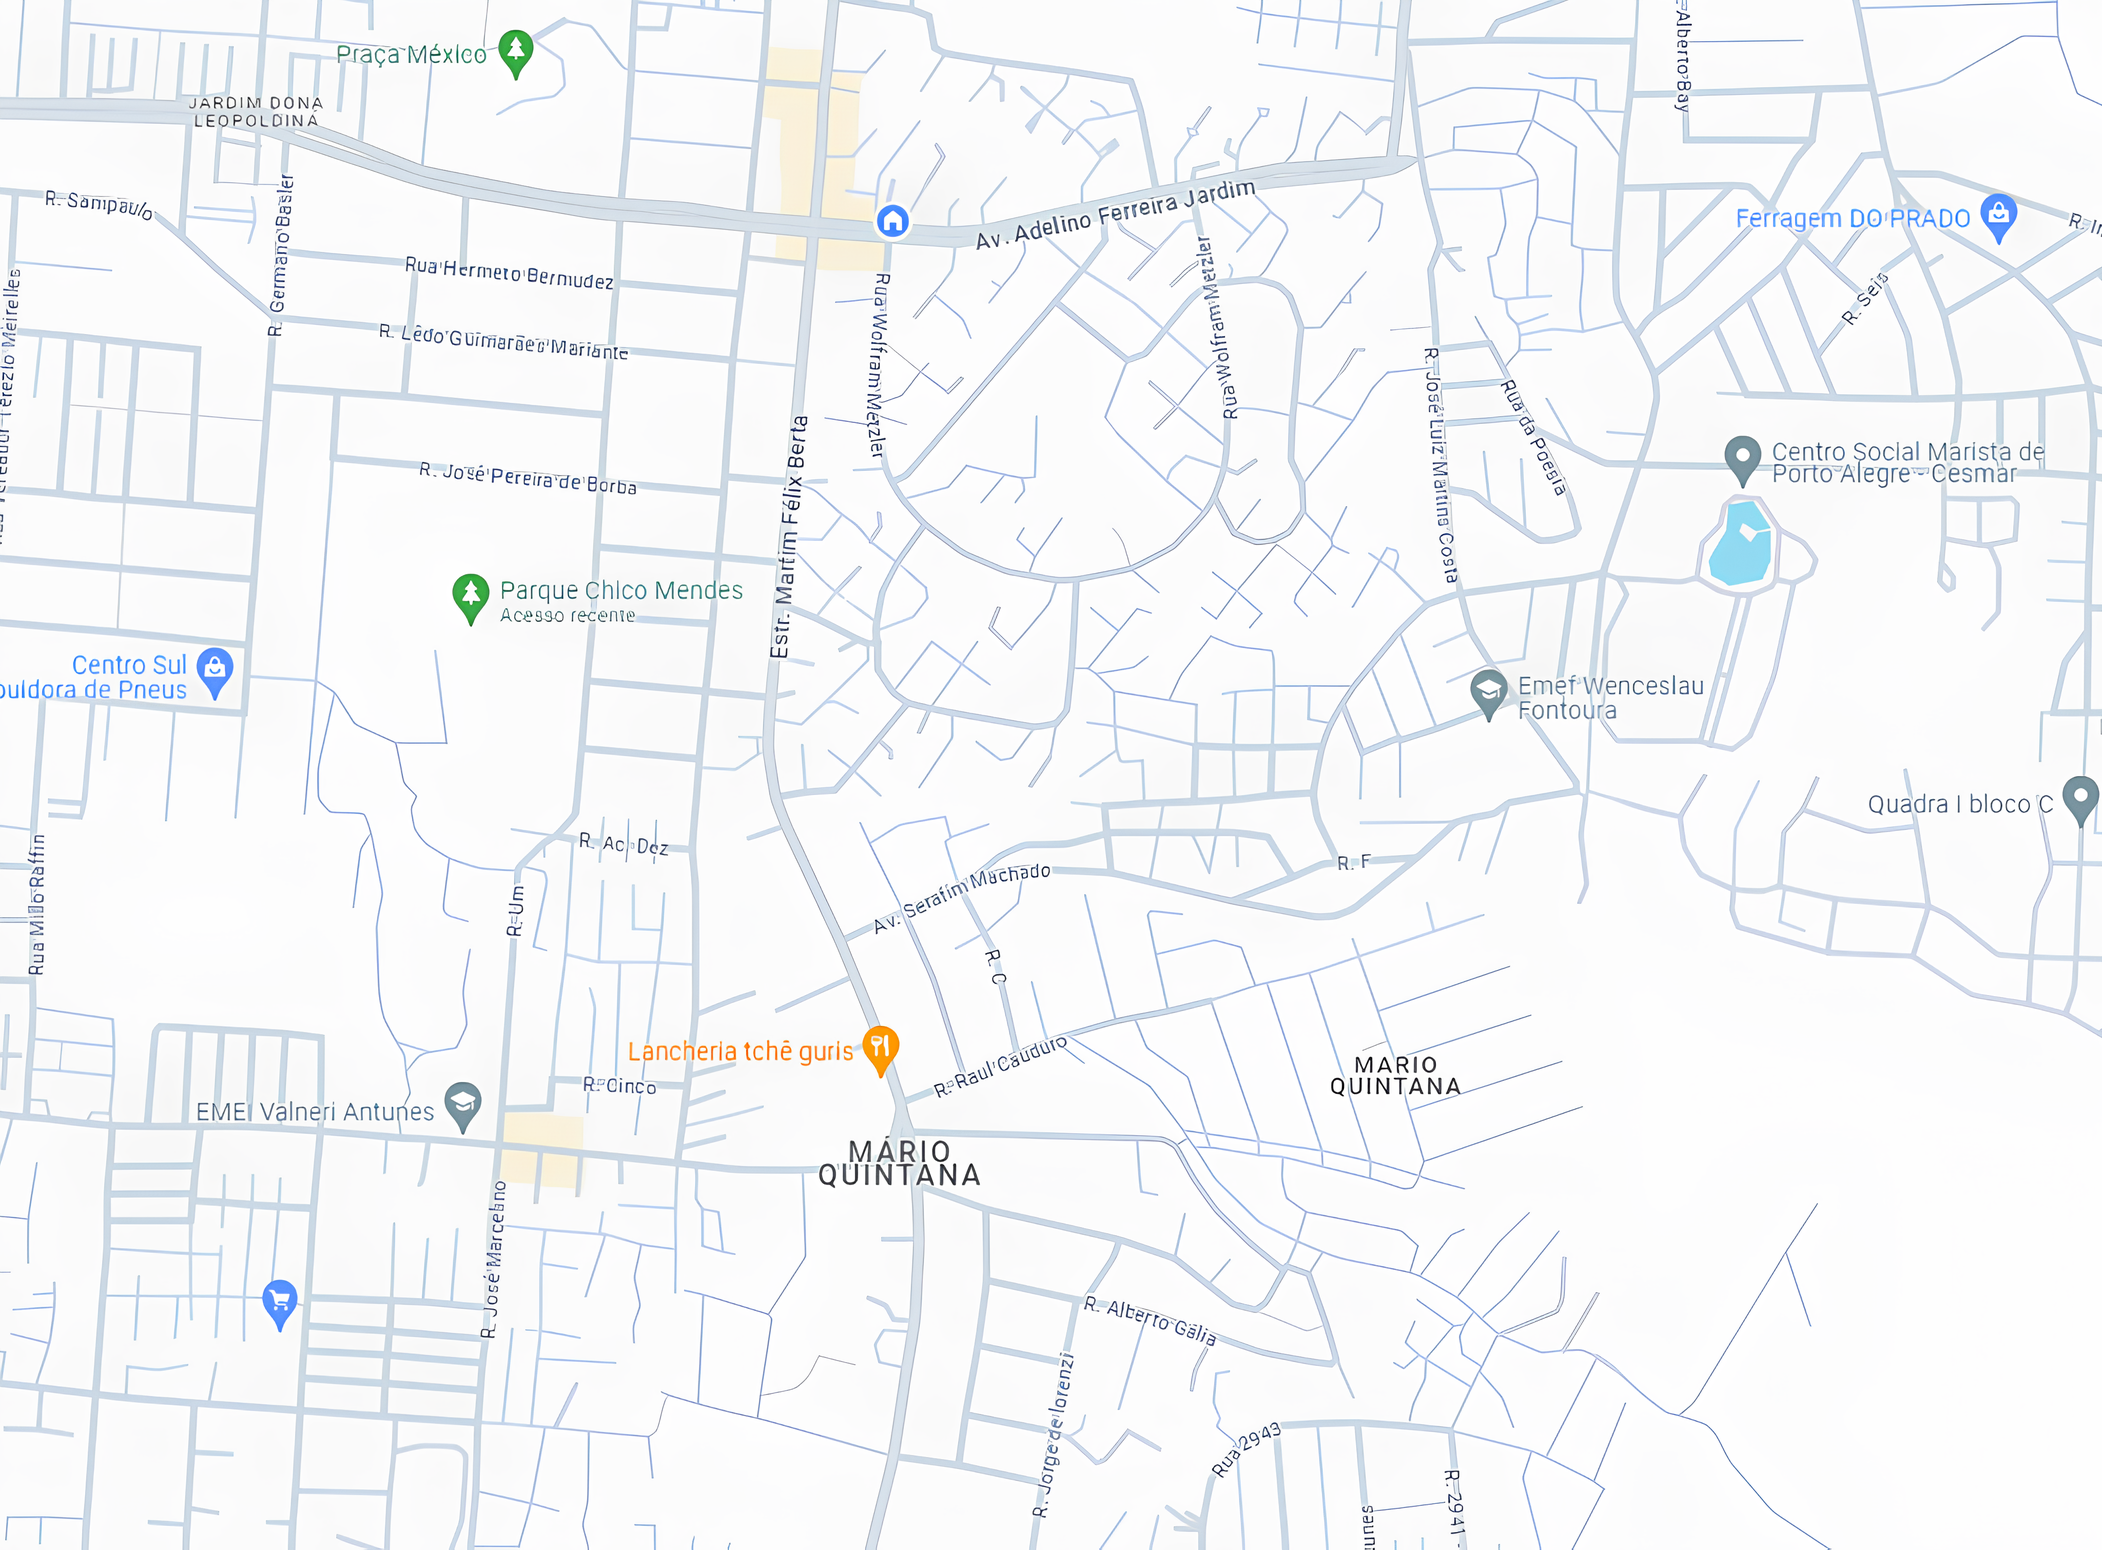 Praça México
JARDIM DONA
LEOPOLDINA
R. Alberto Bay
R. Sampaulo
R. Germano Basler
Av. Adelino Ferreira Jardim
Ferragem DO PRADO
Rua Hermeto Bermudez
R. Seis
R. Lêdo Guimarães Mariante
Rua Wolfram Metzler
Rua Wolfram Metzler
R. José Luiz Martins Costa
Rua da Poesia
R. José Pereira de Borba
Estr. Martim Félix Berta
Centro Social Marista de
Porto Alegre - Cesmar
Parque Chico Mendes
Acesso recente
Centro Sul
de Pneus
Emef Wenceslau
Fontoura
Quadra I bloco C
R. Ac. Dez
R. F
Av. Serafim Machado
R. Um
R. C
Lancheria tchê guris
R. Raul Cauduro
MARIO
QUINTANA
R. Cinco
EMEI Valneri Antunes
MÁRIO
QUINTANA
R. José Marcelino
R. Alberto Galia
R. Jorge de lorenzi
Rua 2943
R. 2941